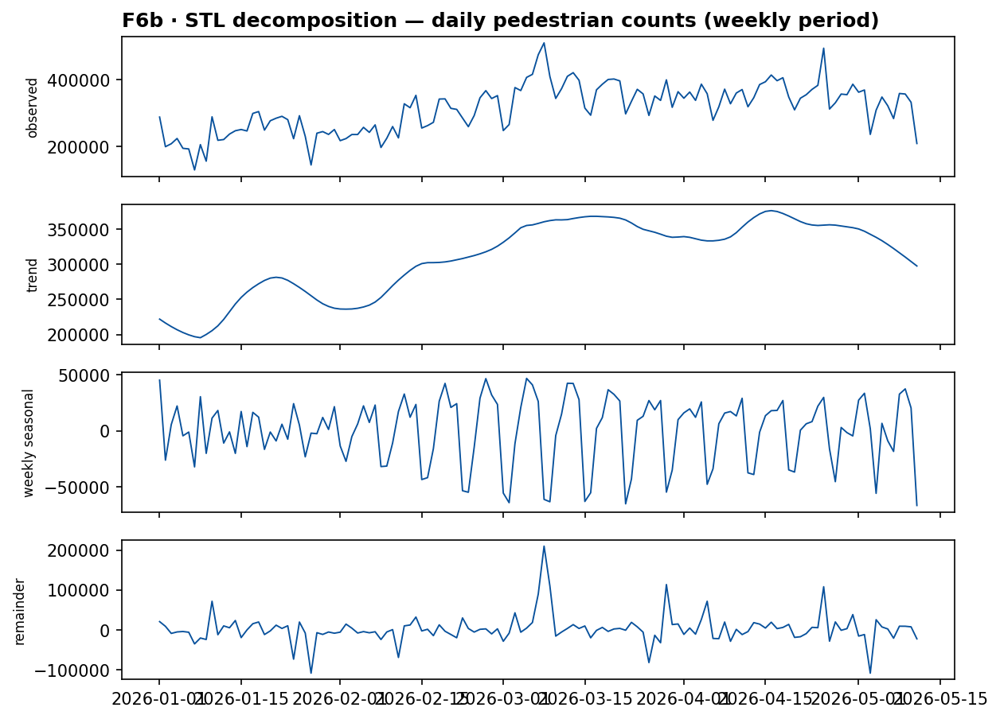 F6b · STL decomposition — daily pedestrian counts (weekly period)
observed
400000
200000
trend
350000
300000
250000
200000
weekly seasonal
50000
0
−50000
remainder
200000
100000
0
−100000
2026-01-01 2026-01-15 2026-02-01 2026-02-15 2026-03-01 2026-03-15 2026-04-01 2026-04-15 2026-05-01 2026-05-15